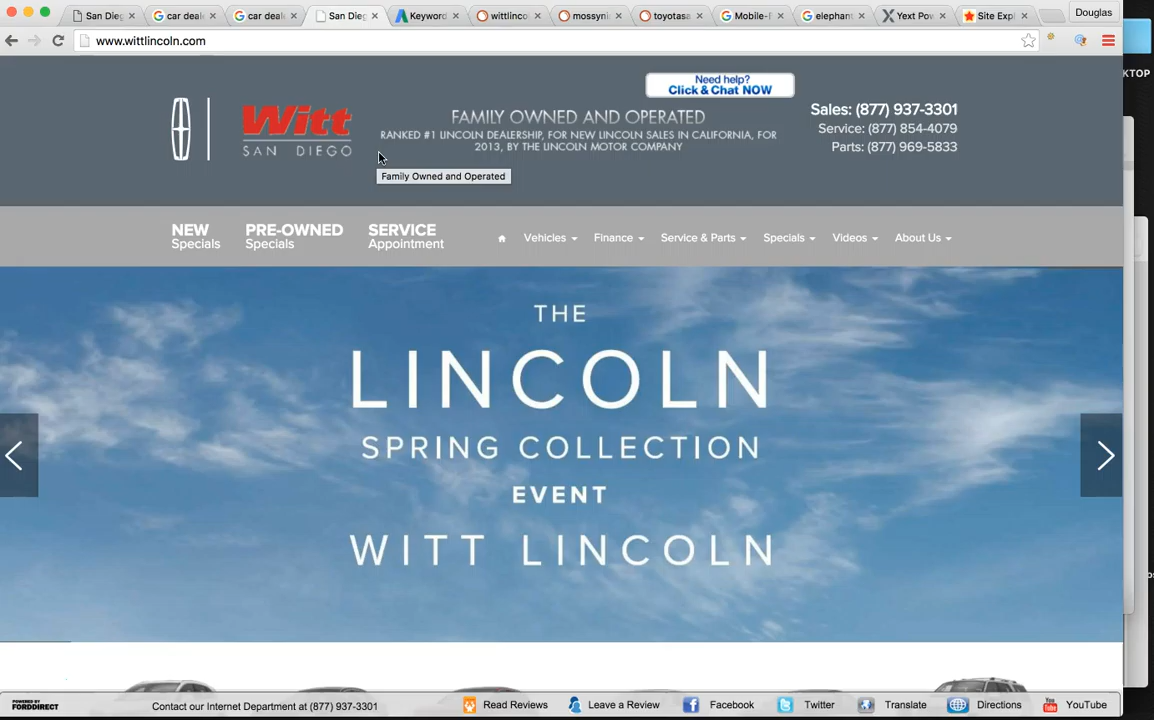 San Dieg
car deal
car deal
San Dieg
Keyword
wittlinco
mossyni
toyotasa
Mobile-
elephan
Yext Pow
Site Expl
Douglas
www.wittlincoln.com
KTOP
Need help?
Click & Chat NOW
Witt
SAN DIEGO
FAMILY OWNED AND OPERATED
RANKED #1 LINCOLN DEALERSHIP, FOR NEW LINCOLN SALES IN CALIFORNIA, FOR
2013, BY THE LINCOLN MOTOR COMPANY
Sales: (877) 937-3301
Service: (877) 854-4079
Parts: (877) 969-5833
Family Owned and Operated
NEW
Specials
PRE-OWNED
Specials
SERVICE
Appointment
Vehicles
Finance
Service & Parts
Specials
Videos
About Us
THE
LINCOLN
SPRING COLLECTION
EVENT
WITT LINCOLN
POWERED BY
FORDDIRECT
Contact our Internet Department at (877) 937-3301
Read Reviews
Leave a Review
Facebook
Twitter
Translate
Directions
YouTube